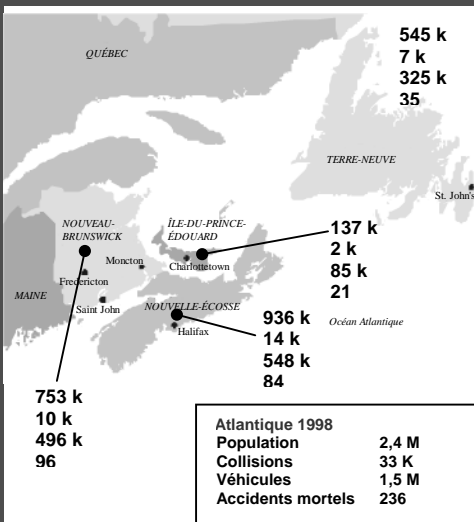 545 k
7 k
325 k
35
QUÉBEC
TERRE-NEUVE
St. John's
NOUVEAU-
BRUNSWICK
ÎLE-DU-PRINCE-
ÉDOUARD
137 k
2 k
85 k
21
Moncton
Charlottetown
Fredericton
MAINE
Saint John
NOUVELLE-ÉCOSSE
Halifax
936 k
14 k
548 k
84
Océan Atlantique
753 k
10 k
496 k
96
Atlantique 1998
Population 2,4 M
Collisions 33 K
Véhicules 1,5 M
Accidents mortels 236